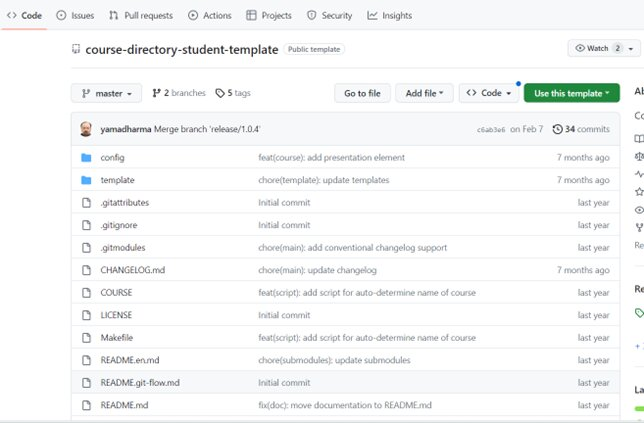 Code Issues Pull requests Actions Projects Security Insights
course-directory-student-template Public template Watch 2
master 2 branches 5 tags Go to file Add file Code Use this template
yamadharma Merge branch 'release/1.0.4' c6ab3e6 on Feb 7 34 commits
config feat(course): add presentation element 7 months ago
template chore(template): update templates 7 months ago
.gitattributes Initial commit last year
.gitignore Initial commit last year
.gitmodules chore(main): add conventional changelog support last year
CHANGELOG.md chore(main): update changelog 7 months ago
COURSE feat(script): add script for auto-determine name of course last year
LICENSE Initial commit last year
Makefile feat(script): add script for auto-determine name of course last year
README.en.md chore(submodules): update submodules last year
README.git-flow.md Initial commit last year
README.md fix(doc): move documentation to README.md last year